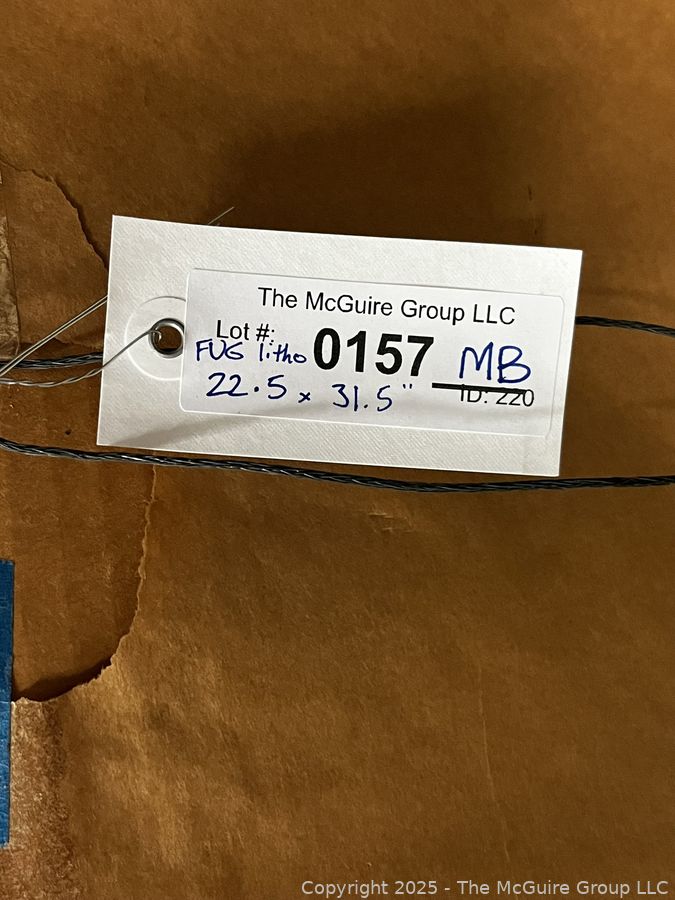 The McGuire Group LLC
Lot #: 0157 MB
FUG litho
22.5 x 31.5"
ID: 220
Copyright 2025 - The McGuire Group LLC